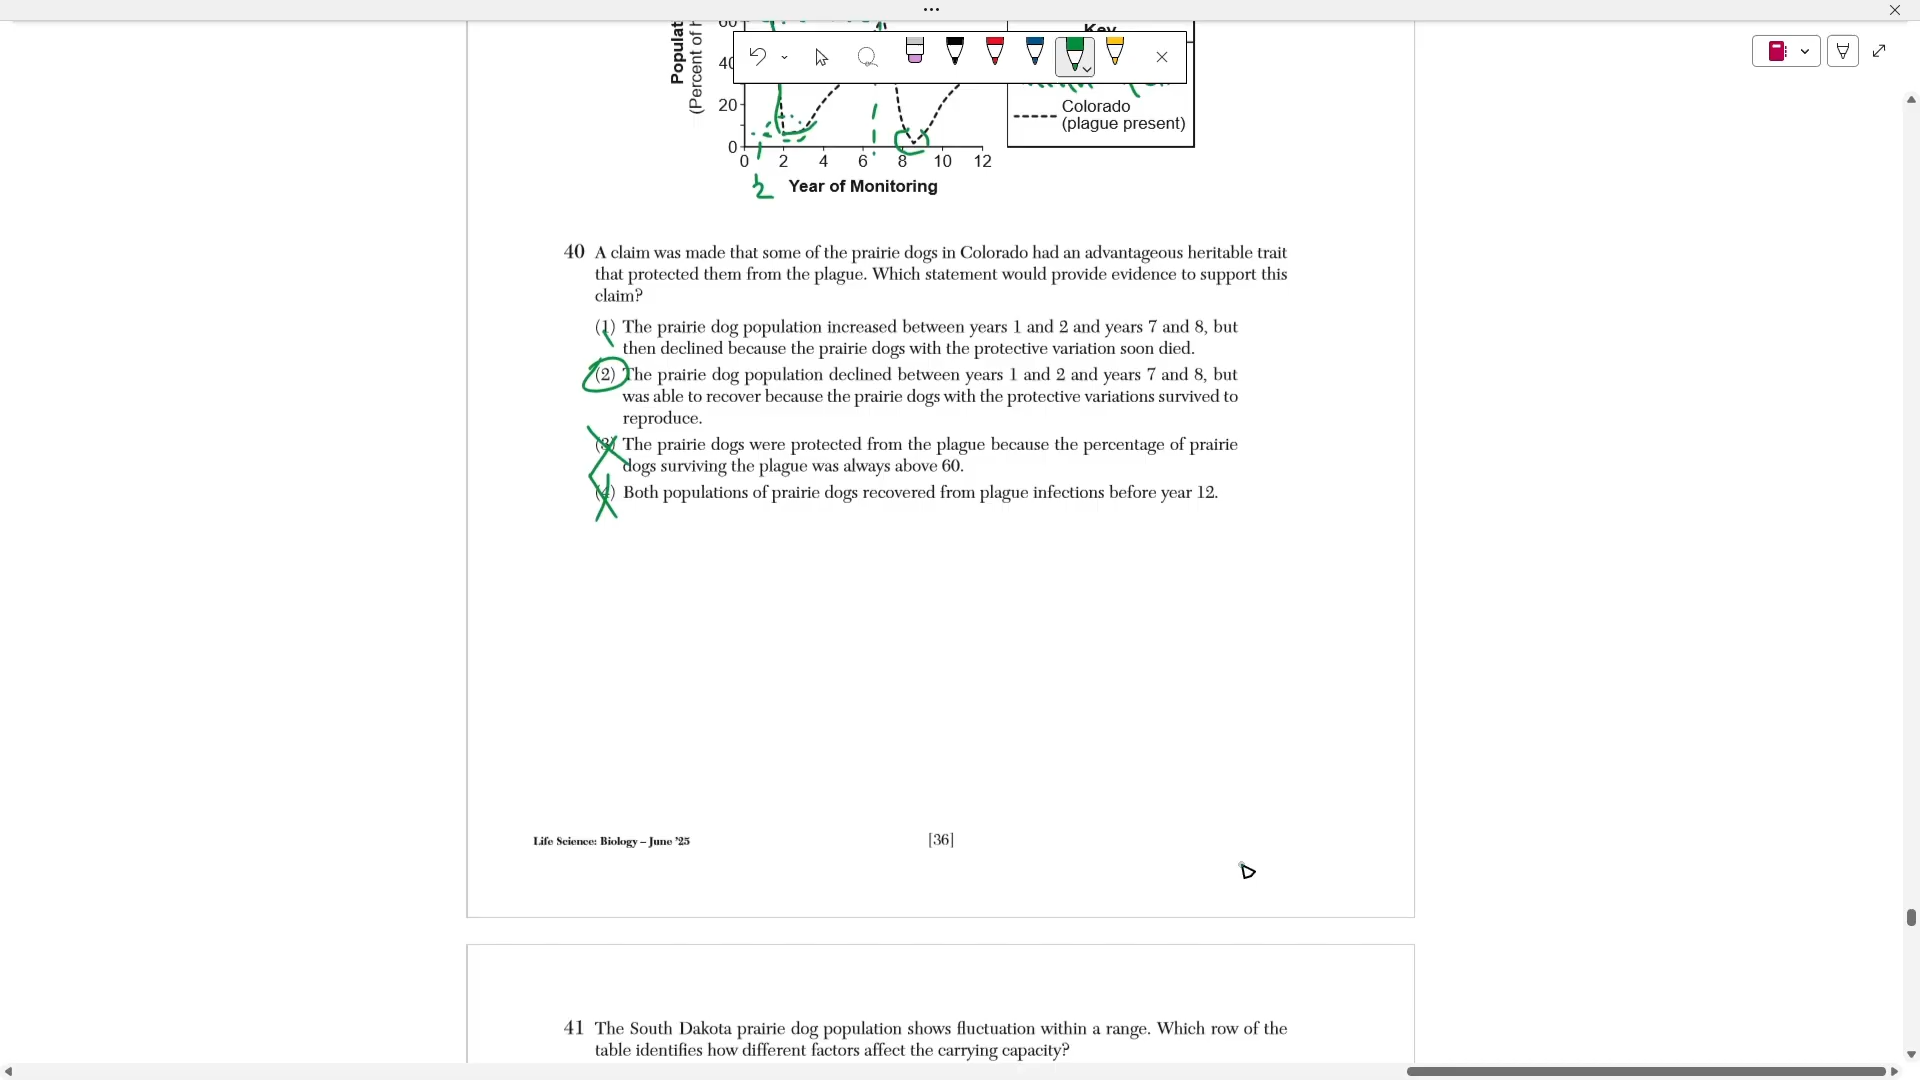 Populat
(Percent of
60
40
20
0
0 2 4 6 8 10 12
Year of Monitoring
2
Key
Colorado
(plague present)
40 A claim was made that some of the prairie dogs in Colorado had an advantageous heritable trait
that protected them from the plague. Which statement would provide evidence to support this
claim?
(1) The prairie dog population increased between years 1 and 2 and years 7 and 8, but
then declined because the prairie dogs with the protective variation soon died.
(2) The prairie dog population declined between years 1 and 2 and years 7 and 8, but
was able to recover because the prairie dogs with the protective variations survived to
reproduce.
(3) The prairie dogs were protected from the plague because the percentage of prairie
dogs surviving the plague was always above 60.
(4) Both populations of prairie dogs recovered from plague infections before year 12.
Life Science: Biology – June ’25
[36]
41 The South Dakota prairie dog population shows fluctuation within a range. Which row of the
table identifies how different factors affect the carrying capacity?